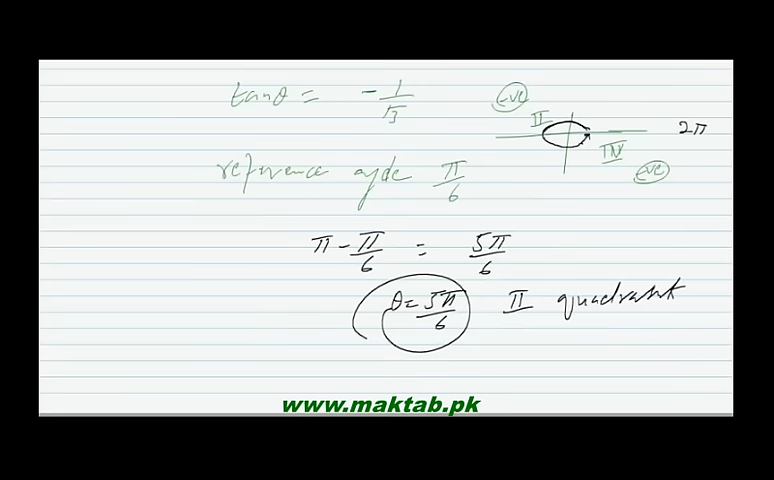 tanθ = -1/√3
-ve
II
2π
IV
-ve
reference angle π/6
π - π/6 = 5π/6
θ = 5π/6 II quadrant
www.maktab.pk